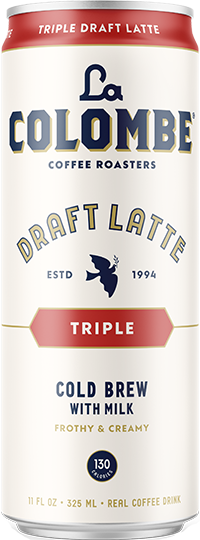 TRIPLE DRAFT LATTE
La
COLOMBE®
COFFEE ROASTERS
DRAFT LATTE
ESTD 1994
TRIPLE
COLD BREW
WITH MILK
FROTHY & CREAMY
130
CALORIES
11 FL OZ • 325 ML • REAL COFFEE DRINK